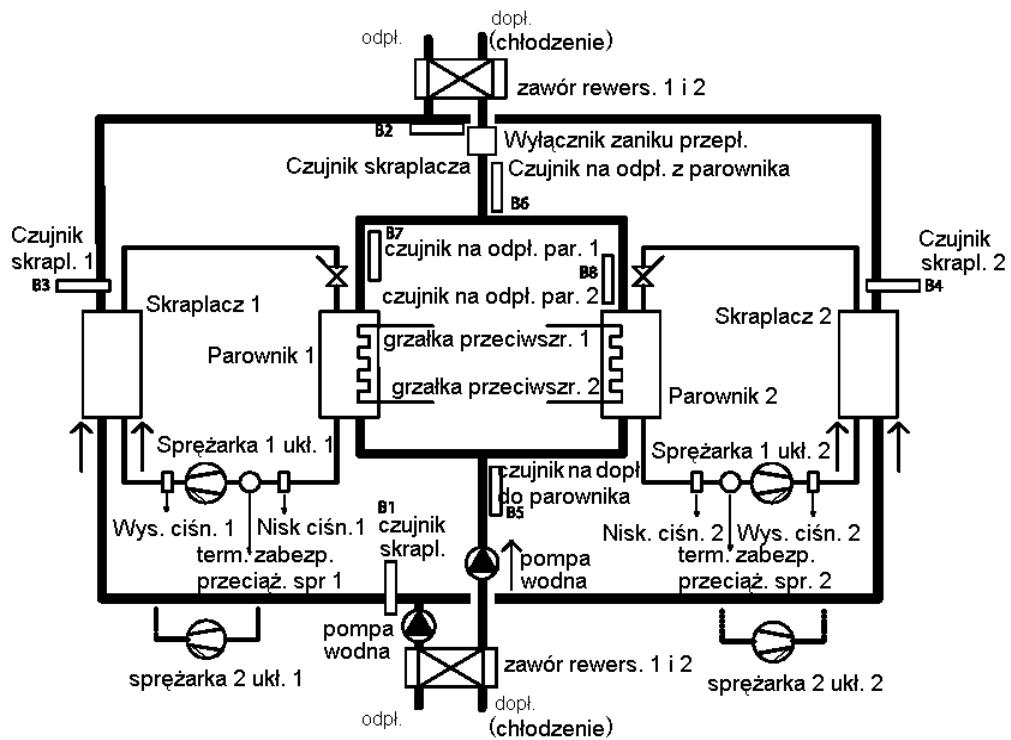 dopł.
odpł.
(chłodzenie)
zawór rewers. 1 i 2
B2
Wyłącznik zaniku przepł.
Czujnik skraplacza
Czujnik na odpł. z parownika
B6
Czujnik
skrapl. 1
B3
B7
czujnik na odpł. par. 1
B8
czujnik na odpł. par. 2
Czujnik
skrapl. 2
B4
Skraplacz 1
Parownik 1
grzałka przeciwszr. 1
grzałka przeciwszr. 2
Skraplacz 2
Parownik 2
Sprężarka 1 ukł. 1
Sprężarka 1 ukł. 2
czujnik na dopł
do parownika
B5
Wys. ciśn. 1
Nisk ciśn.1
term. zabezp.
przeciąż. spr 1
B1
czujnik
skrapl.
Nisk. ciśn. 2
Wys. ciśn. 2
term. zabezp.
przeciąż. spr. 2
pompa
wodna
pompa
wodna
sprężarka 2 ukł. 1
zawór rewers. 1 i 2
sprężarka 2 ukł. 2
odpł.
dopł.
(chłodzenie)